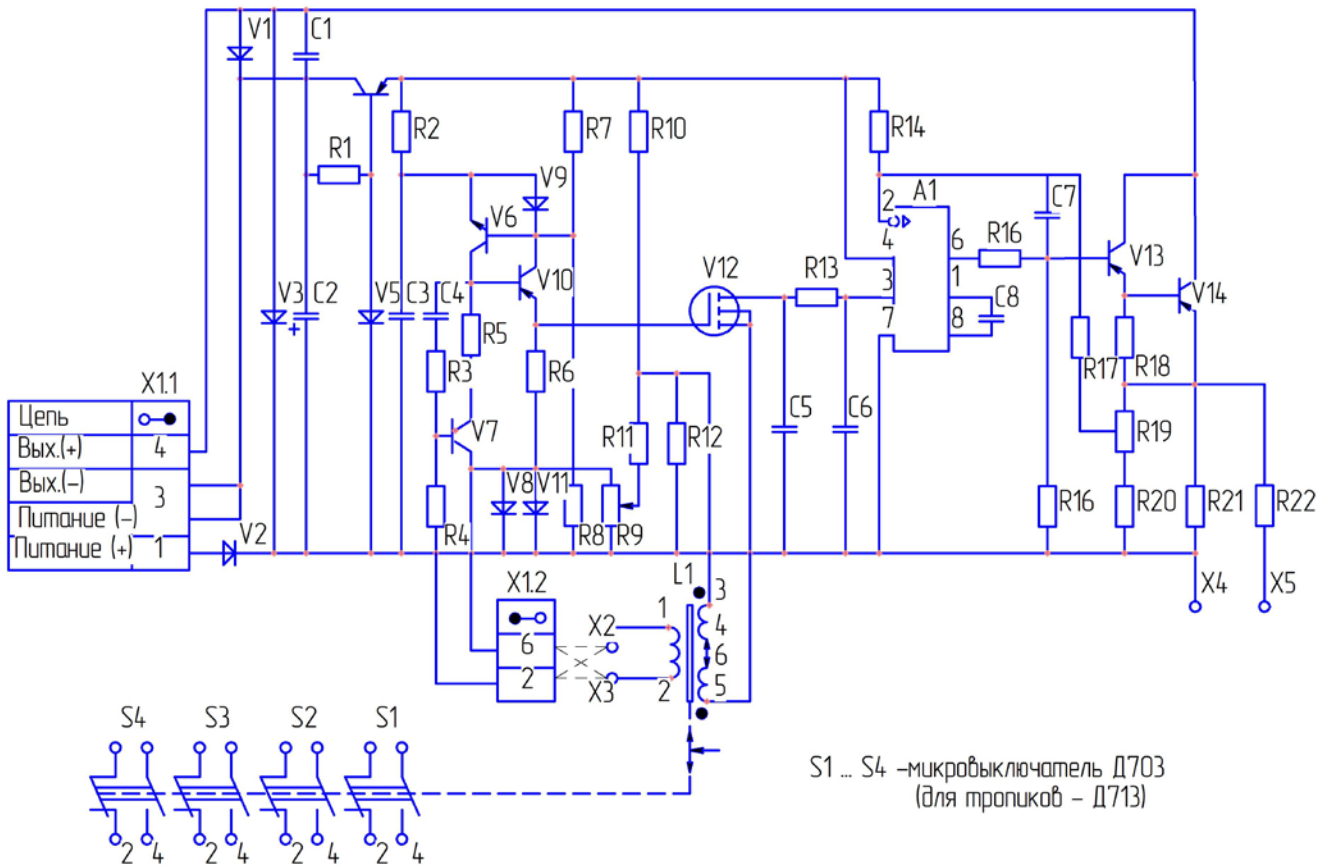 V1
C1
R1
R2
R7
R10
R14
V9
V6
A1
2
4
3
7
6
1
8
C7
R16
V13
V14
V10
V12
R13
C8
V3
+
C2
V5
C3
C4
R5
R3
R6
R17
R18
X1.1
Цепь
Вых.(+)
4
Вых.(-)
3
Питание (-)
Питание (+)
1
V2
V7
R11
R12
C5
C6
R19
V8
V11
R4
R8
R9
R16
R20
R21
R22
X1.2
6
2
X2
X3
1
2
L1
3
4
6
5
X4
X5
S4
S3
S2
S1
2
4
2
4
2
4
2
4
S1 ... S4 -микровыключатель Д703
(для тропиков - Д713)